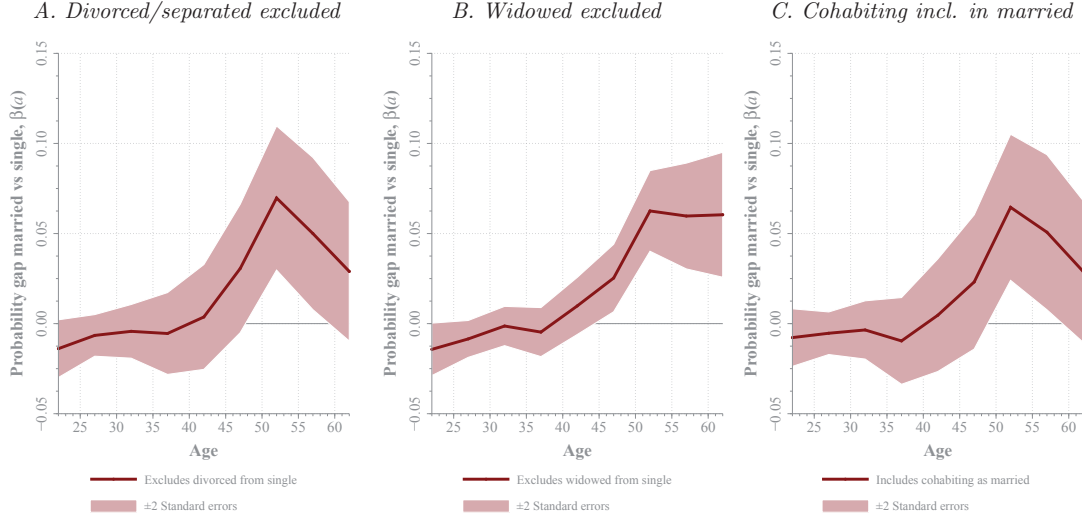 A. Divorced/separated excluded
Probability gap married vs single, β(a)
0.15
0.10
0.05
0.00
−0.05
25 30 35 40 45 50 55 60
Age
Excludes divorced from single
±2 Standard errors
B. Widowed excluded
Probability gap married vs single, β(a)
0.15
0.10
0.05
0.00
−0.05
25 30 35 40 45 50 55 60
Age
Excludes widowed from single
±2 Standard errors
C. Cohabiting incl. in married
Probability gap married vs single, β(a)
0.15
0.10
0.05
0.00
−0.05
25 30 35 40 45 50 55 60
Age
Includes cohabiting as married
±2 Standard errors